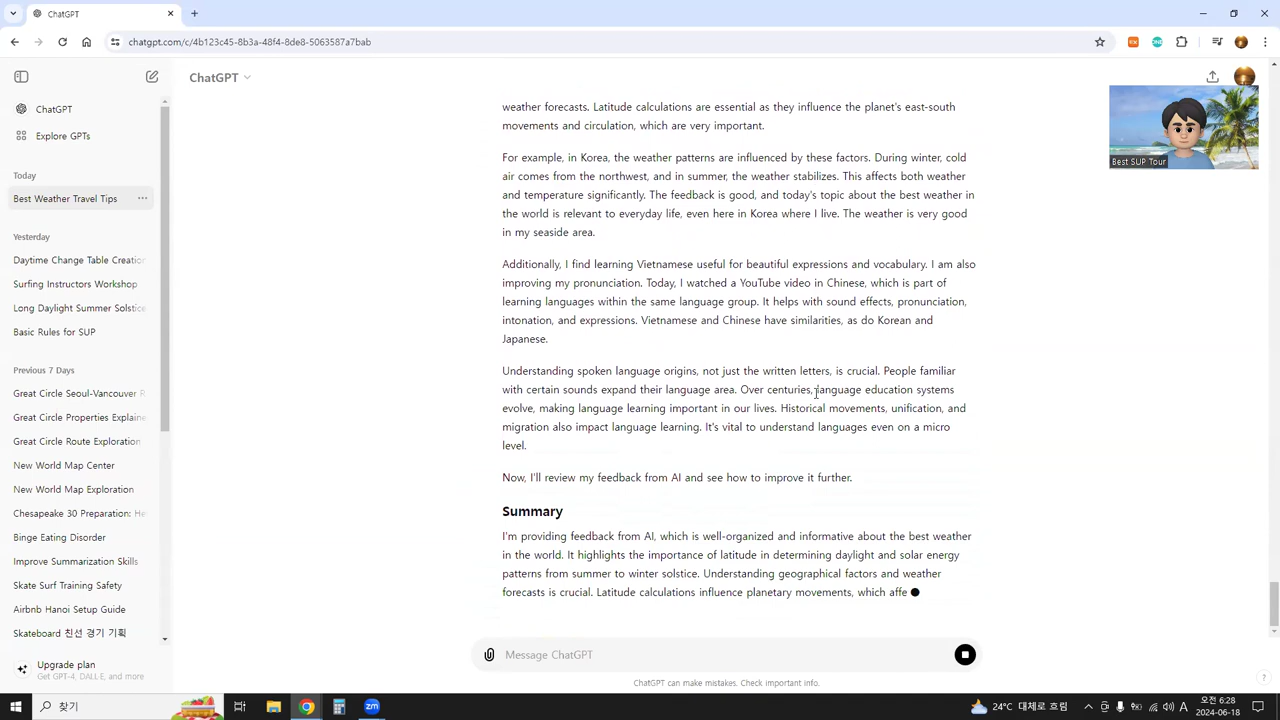 ChatGPT
chatgpt.com/c/4b123c45-8b3a-48f4-8de8-5063587a7bab
ChatGPT
ChatGPT
Explore GPTs
Today
Best Weather Travel Tips
Yesterday
Daytime Change Table Creation
Surfing Instructors Workshop
Long Daylight Summer Solstice
Basic Rules for SUP
Previous 7 Days
Great Circle Seoul-Vancouver R
Great Circle Properties Explaine
Great Circle Route Exploration
New World Map Center
New World Map Exploration
Chesapeake 30 Preparation: He
Binge Eating Disorder
Improve Summarization Skills
Skate Surf Training Safety
Airbnb Hanoi Setup Guide
Skateboard 친선 경기 기획
Upgrade plan
Get GPT-4, DALL·E, and more
weather forecasts. Latitude calculations are essential as they influence the planet's east-south
movements and circulation, which are very important.
For example, in Korea, the weather patterns are influenced by these factors. During winter, cold
air comes from the northwest, and in summer, the weather stabilizes. This affects both weather
and temperature significantly. The feedback is good, and today's topic about the best weather in
the world is relevant to everyday life, even here in Korea where I live. The weather is very good
in my seaside area.
Additionally, I find learning Vietnamese useful for beautiful expressions and vocabulary. I am also
improving my pronunciation. Today, I watched a YouTube video in Chinese, which is part of
learning languages within the same language group. It helps with sound effects, pronunciation,
intonation, and expressions. Vietnamese and Chinese have similarities, as do Korean and
Japanese.
Understanding spoken language origins, not just the written letters, is crucial. People familiar
with certain sounds expand their language area. Over centuries, language education systems
evolve, making language learning important in our lives. Historical movements, unification, and
migration also impact language learning. It's vital to understand languages even on a micro
level.
Now, I'll review my feedback from AI and see how to improve it further.
Summary
I'm providing feedback from AI, which is well-organized and informative about the best weather
in the world. It highlights the importance of latitude in determining daylight and solar energy
patterns from summer to winter solstice. Understanding geographical factors and weather
forecasts is crucial. Latitude calculations influence planetary movements, which affe
Message ChatGPT
ChatGPT can make mistakes. Check important info.
Best SUP Tour
찾기
zm
24°C 대체로 흐림
A
오전 6:28
2024-06-18